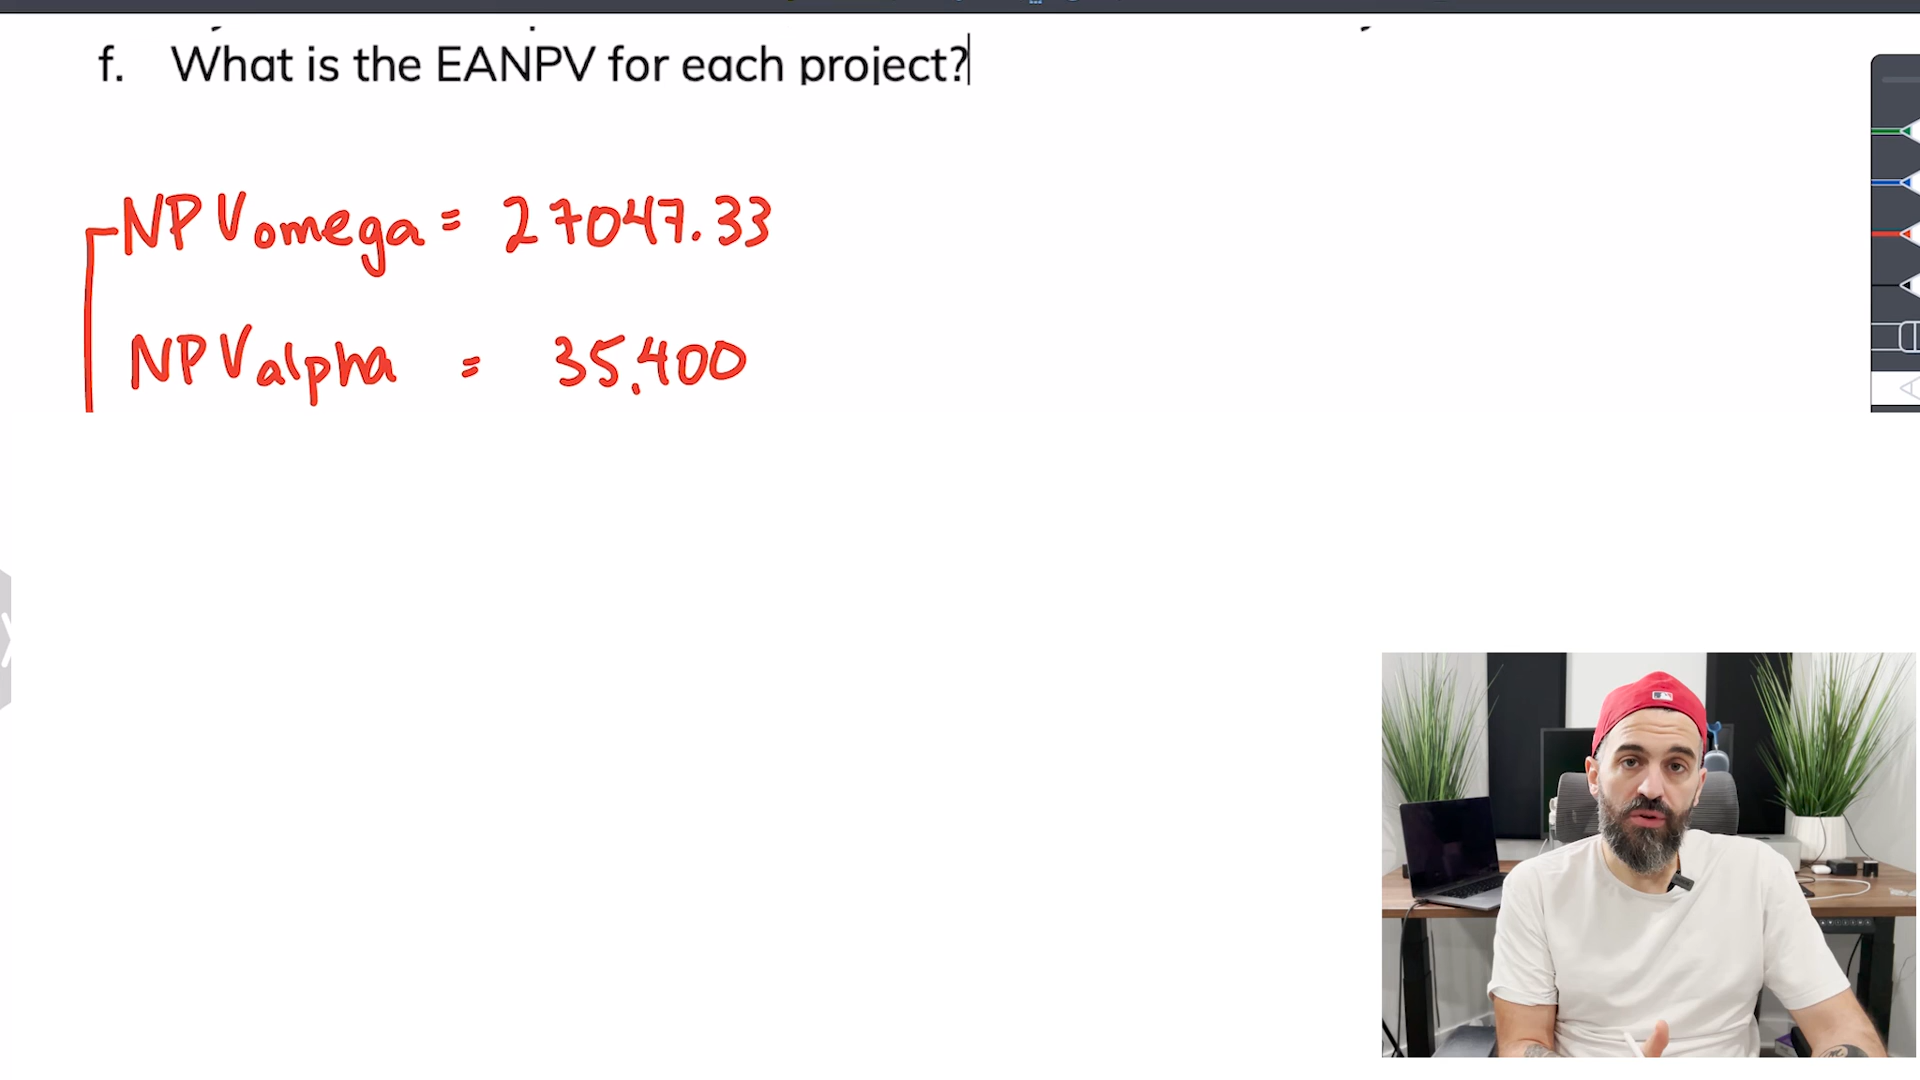 f. What is the EANPV for each project?
NPVomega = 27047.33
NPValpha = 35,400